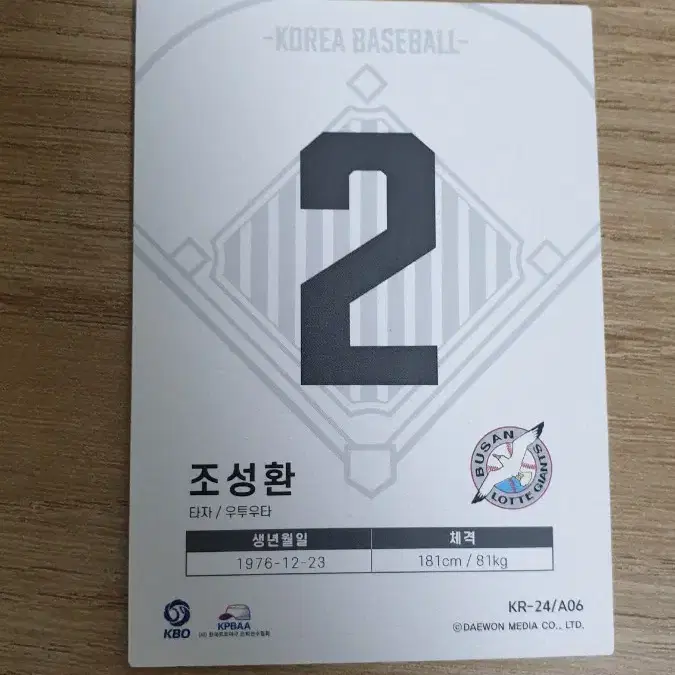 -KOREA BASEBALL-
2
BUSAN
LOTTE GIANTS
조성환
타자 / 우투우타
생년월일 체격
1976-12-23 181cm / 81kg
KR-24/A06
KBO KPBAA
ⓒDAEWON MEDIA CO., LTD.